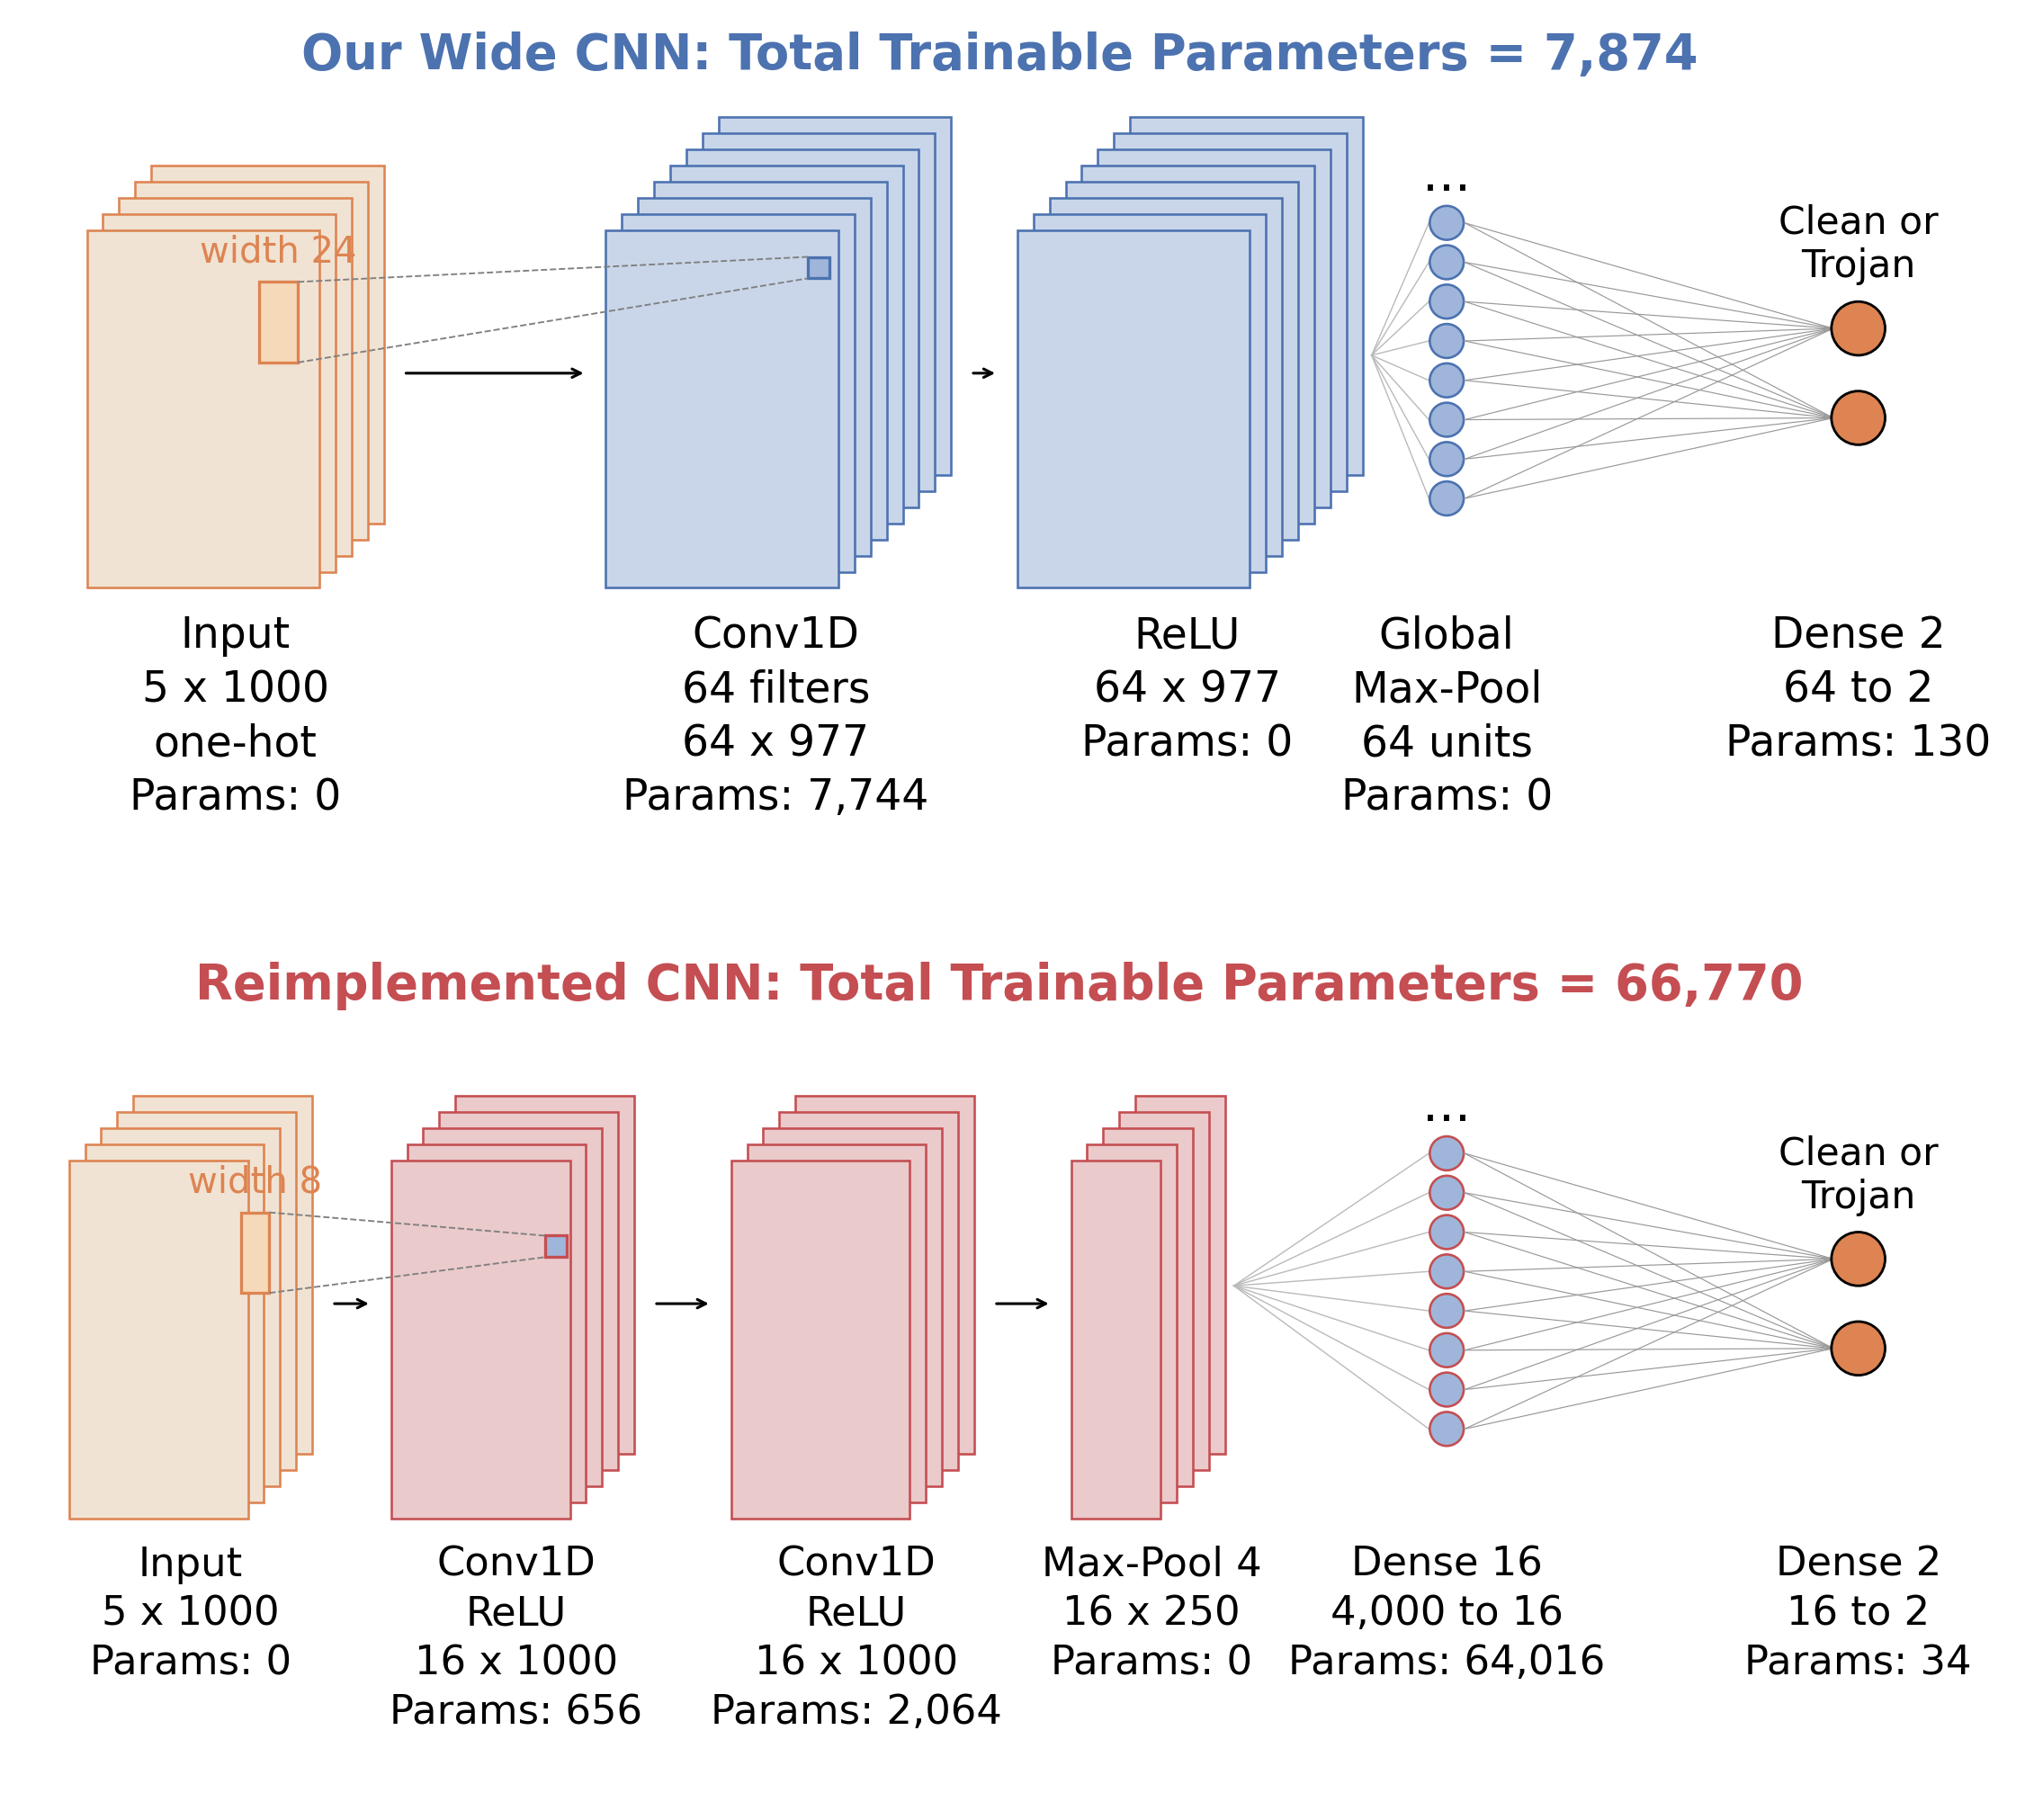 Our Wide CNN: Total Trainable Parameters = 7,874
width 24
...
Clean or
Trojan
Input
5 x 1000
one-hot
Params: 0
Conv1D
64 filters
64 x 977
Params: 7,744
ReLU
64 x 977
Params: 0
Global
Max-Pool
64 units
Params: 0
Dense 2
64 to 2
Params: 130
Reimplemented CNN: Total Trainable Parameters = 66,770
width 8
...
Clean or
Trojan
Input
5 x 1000
Params: 0
Conv1D
ReLU
16 x 1000
Params: 656
Conv1D
ReLU
16 x 1000
Params: 2,064
Max-Pool 4
16 x 250
Params: 0
Dense 16
4,000 to 16
Params: 64,016
Dense 2
16 to 2
Params: 34